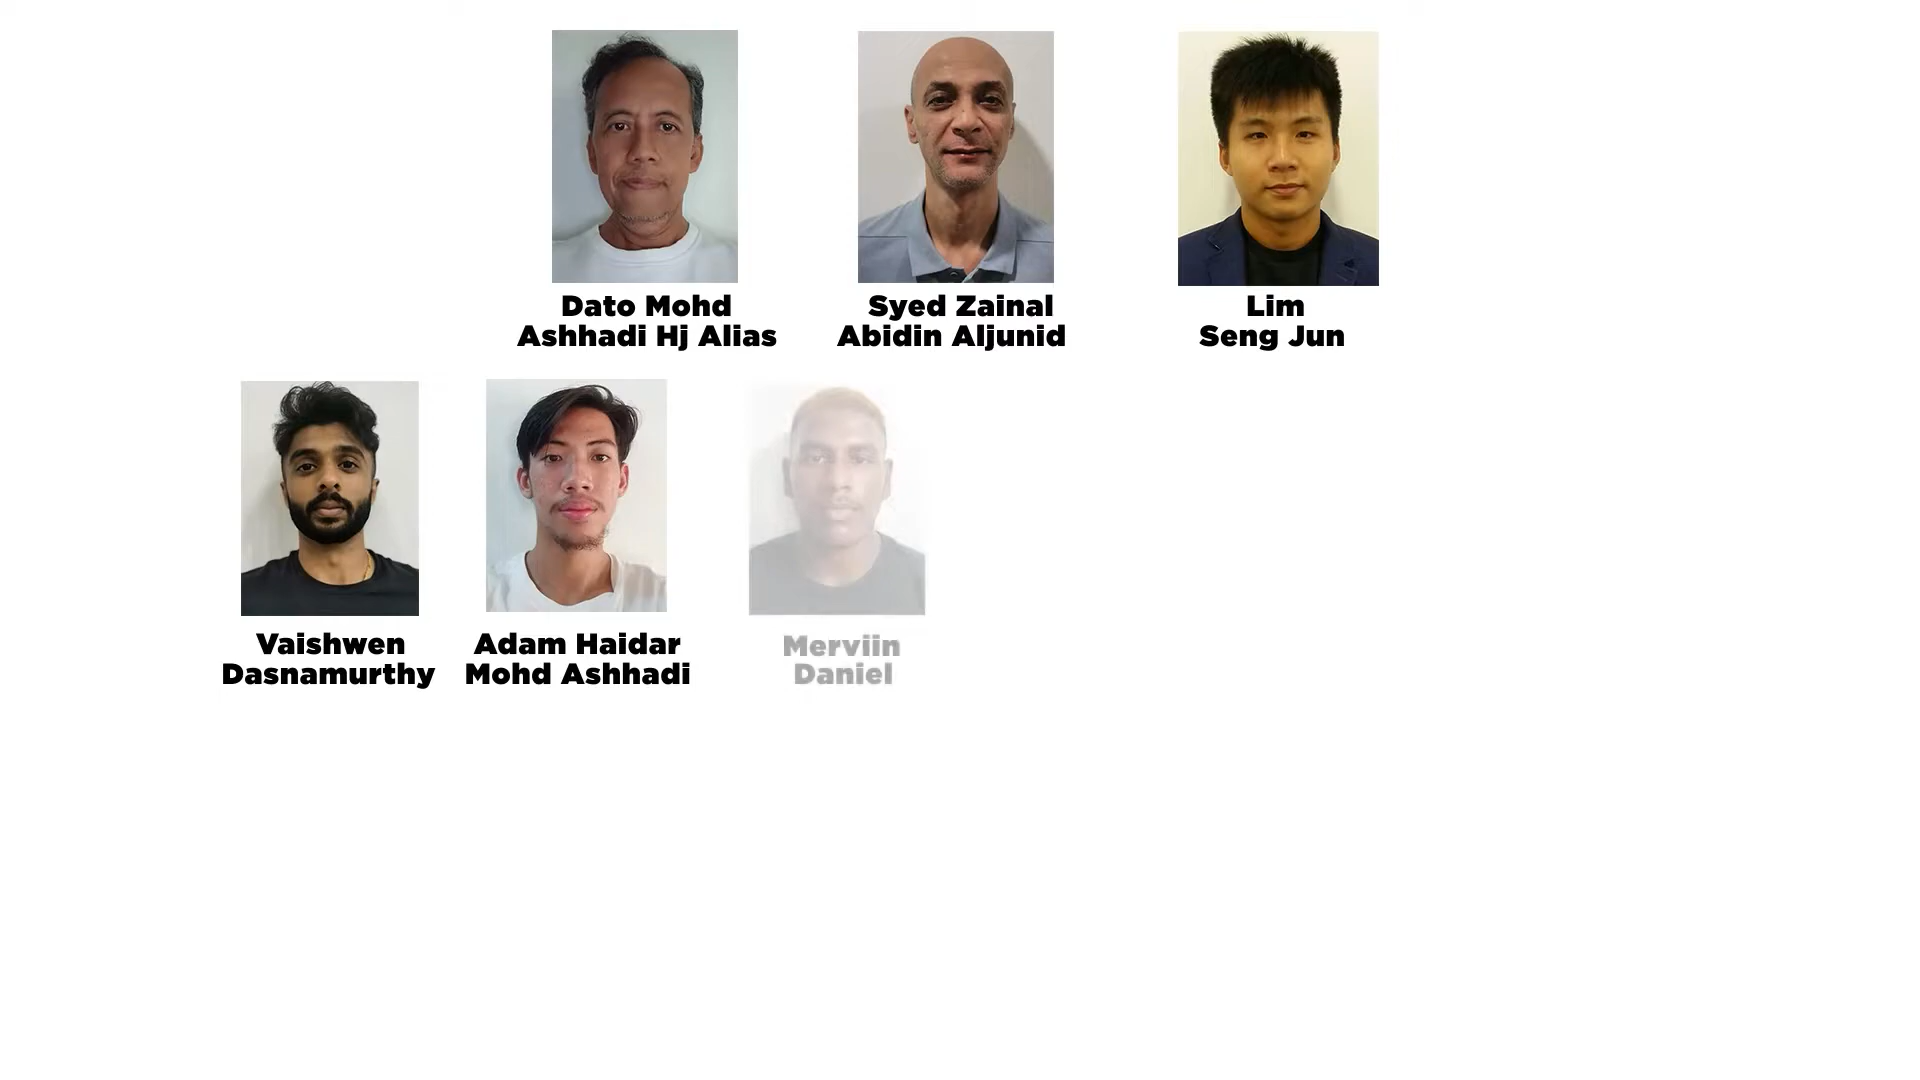 Dato Mohd
Ashhadi Hj Alias
Syed Zainal
Abidin Aljunid
Lim
Seng Jun
Vaishwen
Dasnamurthy
Adam Haidar
Mohd Ashhadi
Merviin
Daniel